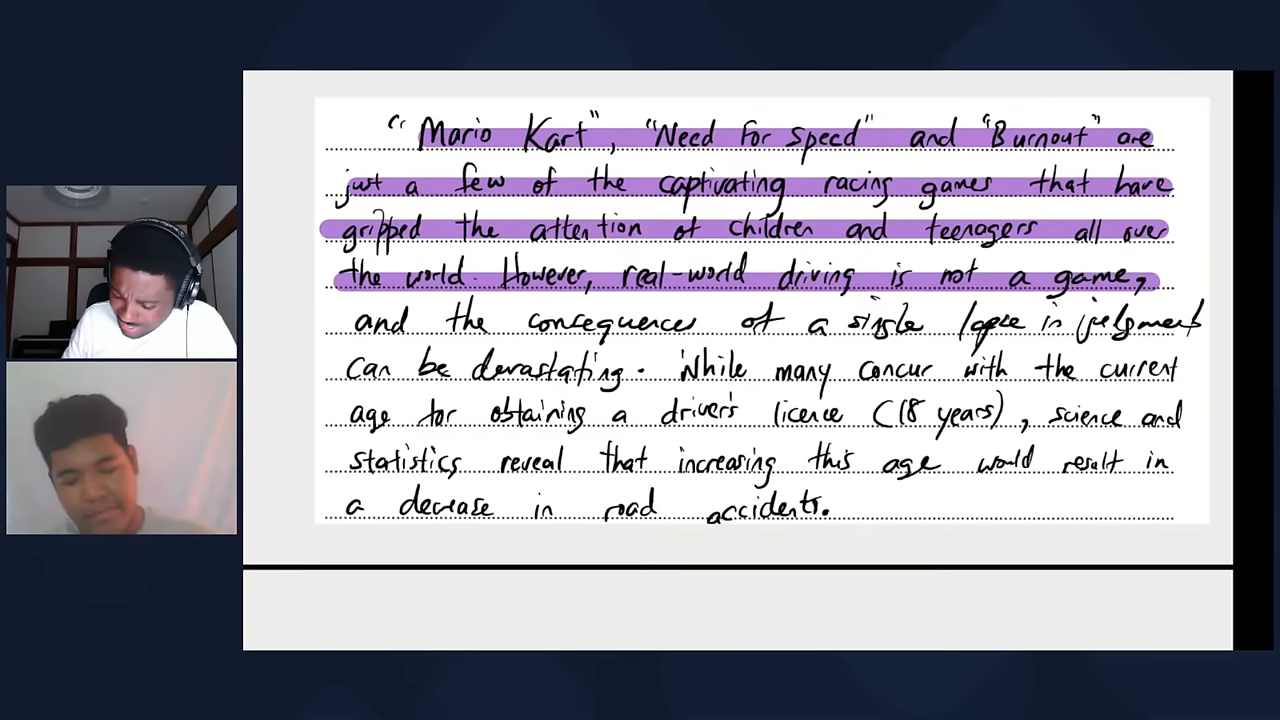 "Mario Kart", "Need For Speed" and "Burnout" are
just a few of the captivating racing games that have
gripped the attention of children and teenagers all over
the world. However, real-world driving is not a game,
and the consequences of a single lapse in judgment
can be devastating. While many concur with the current
age for obtaining a driver's licence (18 years), science and
statistics reveal that increasing this age would result in
a decrease in road accidents.